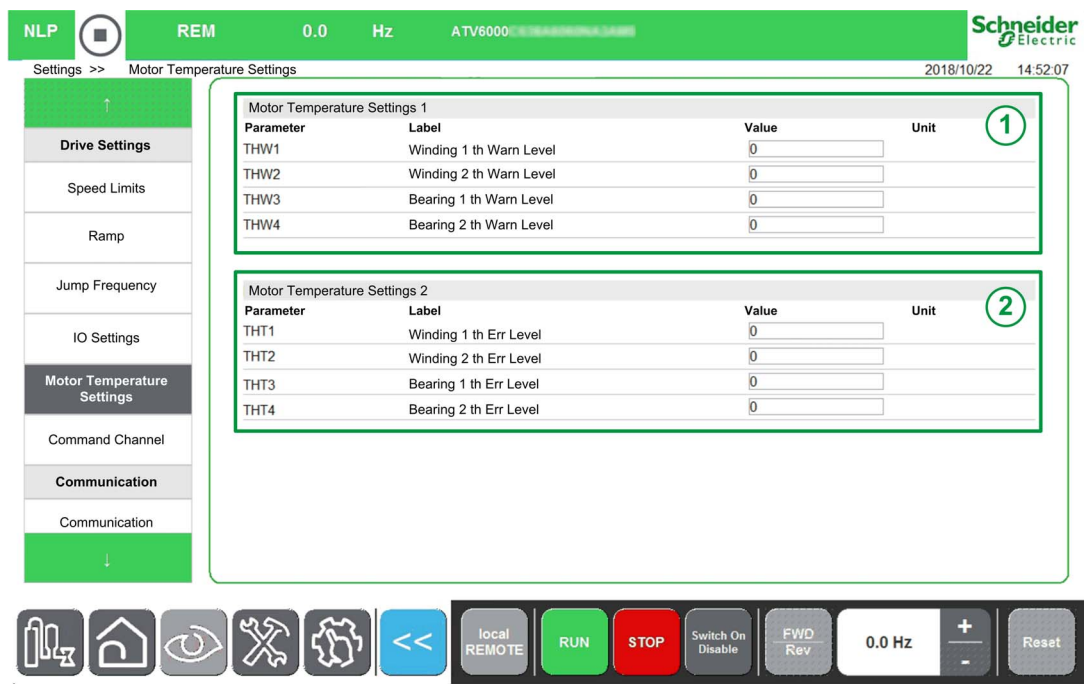 NLP REM 0.0 Hz ATV6000
Schneider
Electric
Settings >> Motor Temperature Settings 2018/10/22 14:52:07
↑
Drive Settings
Speed Limits
Ramp
Jump Frequency
IO Settings
Motor Temperature
Settings
Command Channel
Communication
Communication
↓
Motor Temperature Settings 1
1
Parameter Label Value Unit
THW1 Winding 1 th Warn Level 0
THW2 Winding 2 th Warn Level 0
THW3 Bearing 1 th Warn Level 0
THW4 Bearing 2 th Warn Level 0
Motor Temperature Settings 2
2
Parameter Label Value Unit
THT1 Winding 1 th Err Level 0
THT2 Winding 2 th Err Level 0
THT3 Bearing 1 th Err Level 0
THT4 Bearing 2 th Err Level 0
<<
local
REMOTE
RUN
STOP
Switch On
Disable
FWD
Rev
0.0 Hz
+
-
Reset